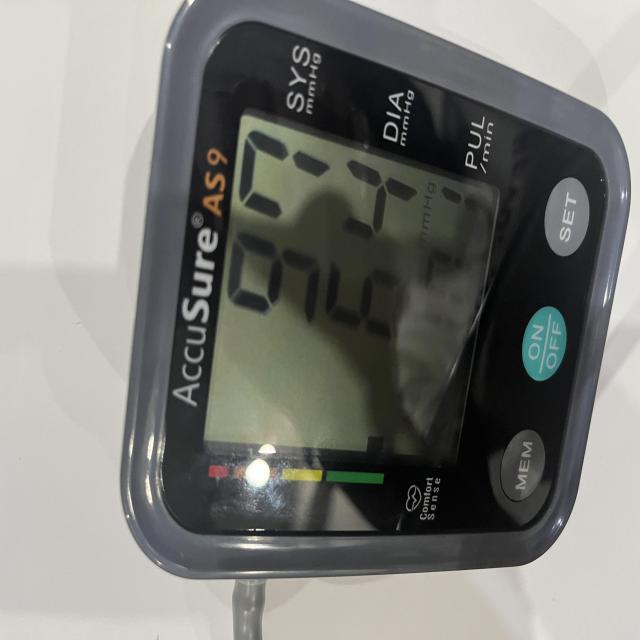 AccuSure® AS9
SYS
mmHg
DIA
mmHg
mmHg
PUL
/min
Comfort
Sense
MEM
ON
OFF
SET